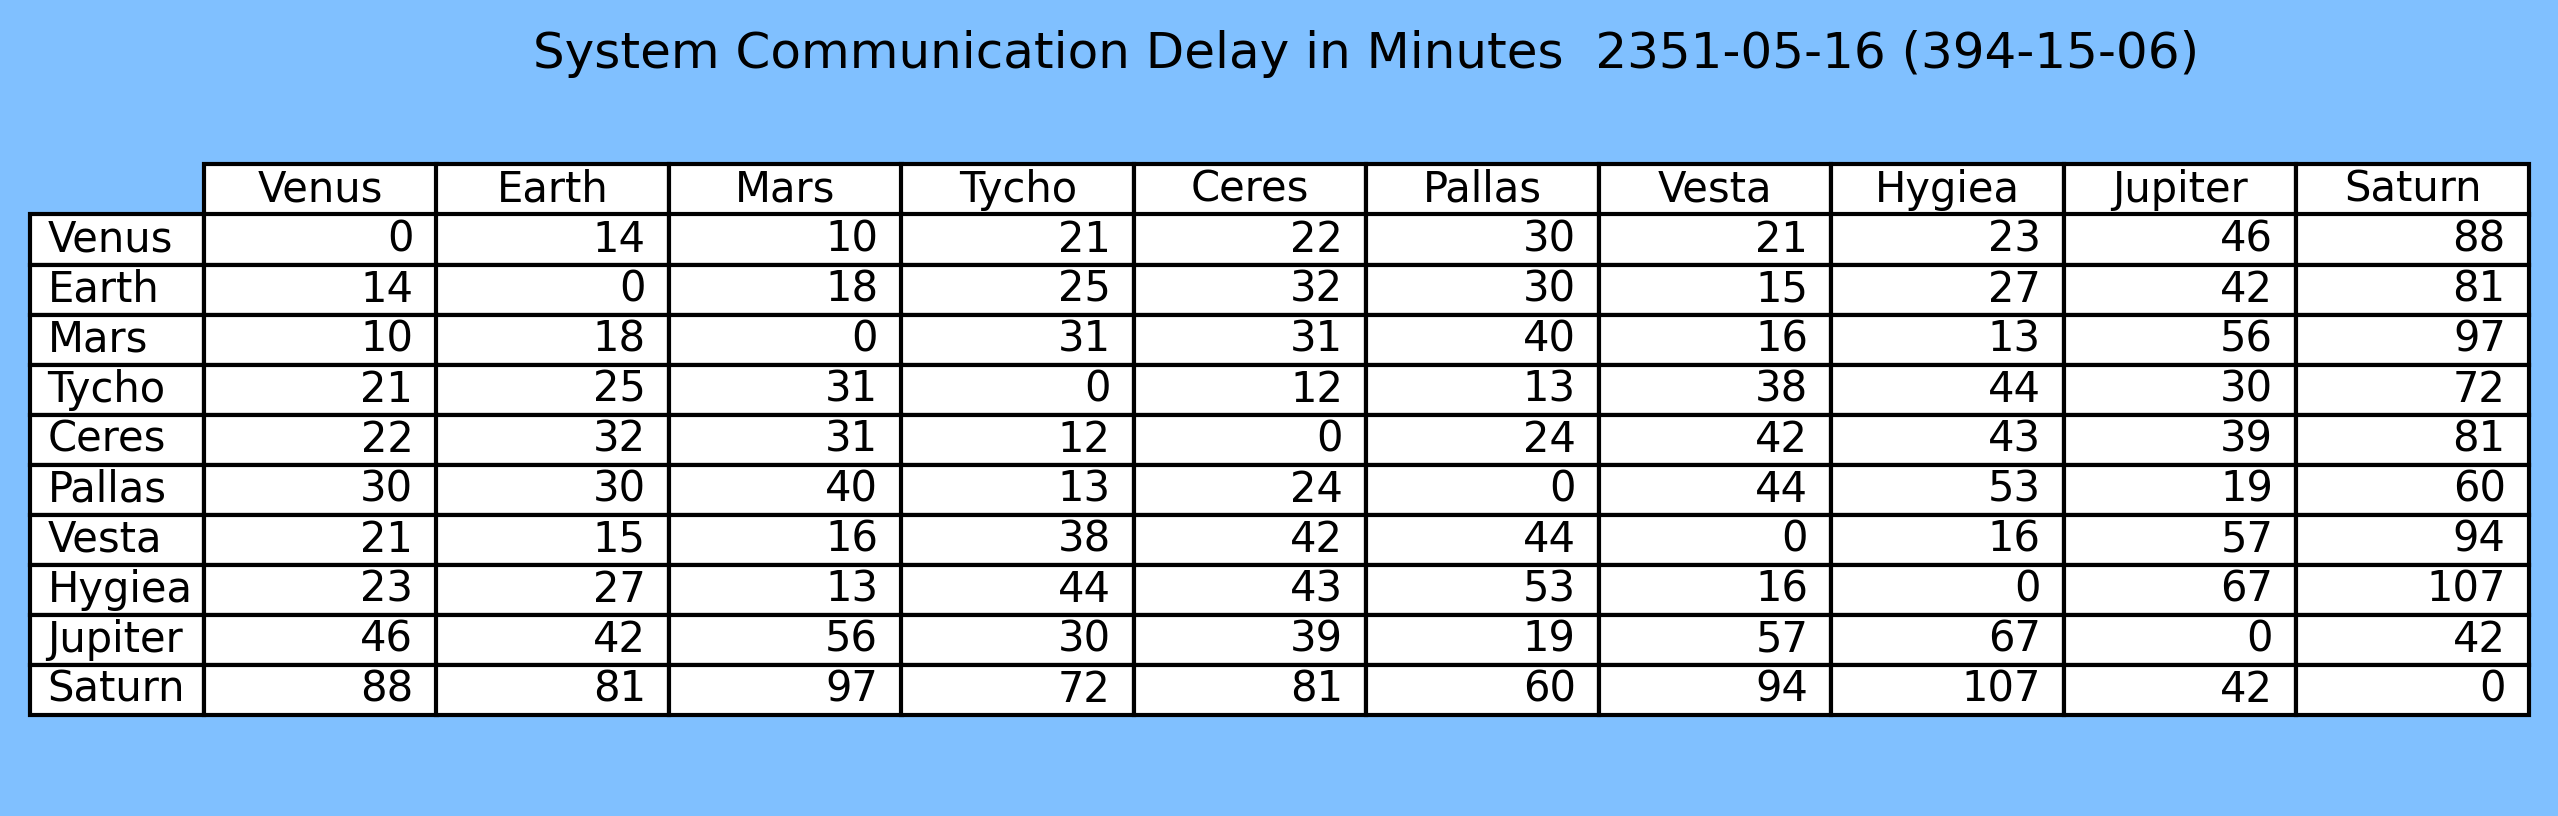 System Communication Delay in Minutes  2351-05-16 (394-15-06)
Venus Earth Mars Tycho Ceres Pallas Vesta Hygiea Jupiter Saturn
Venus 0 14 10 21 22 30 21 23 46 88
Earth 14 0 18 25 32 30 15 27 42 81
Mars 10 18 0 31 31 40 16 13 56 97
Tycho 21 25 31 0 12 13 38 44 30 72
Ceres 22 32 31 12 0 24 42 43 39 81
Pallas 30 30 40 13 24 0 44 53 19 60
Vesta 21 15 16 38 42 44 0 16 57 94
Hygiea 23 27 13 44 43 53 16 0 67 107
Jupiter 46 42 56 30 39 19 57 67 0 42
Saturn 88 81 97 72 81 60 94 107 42 0